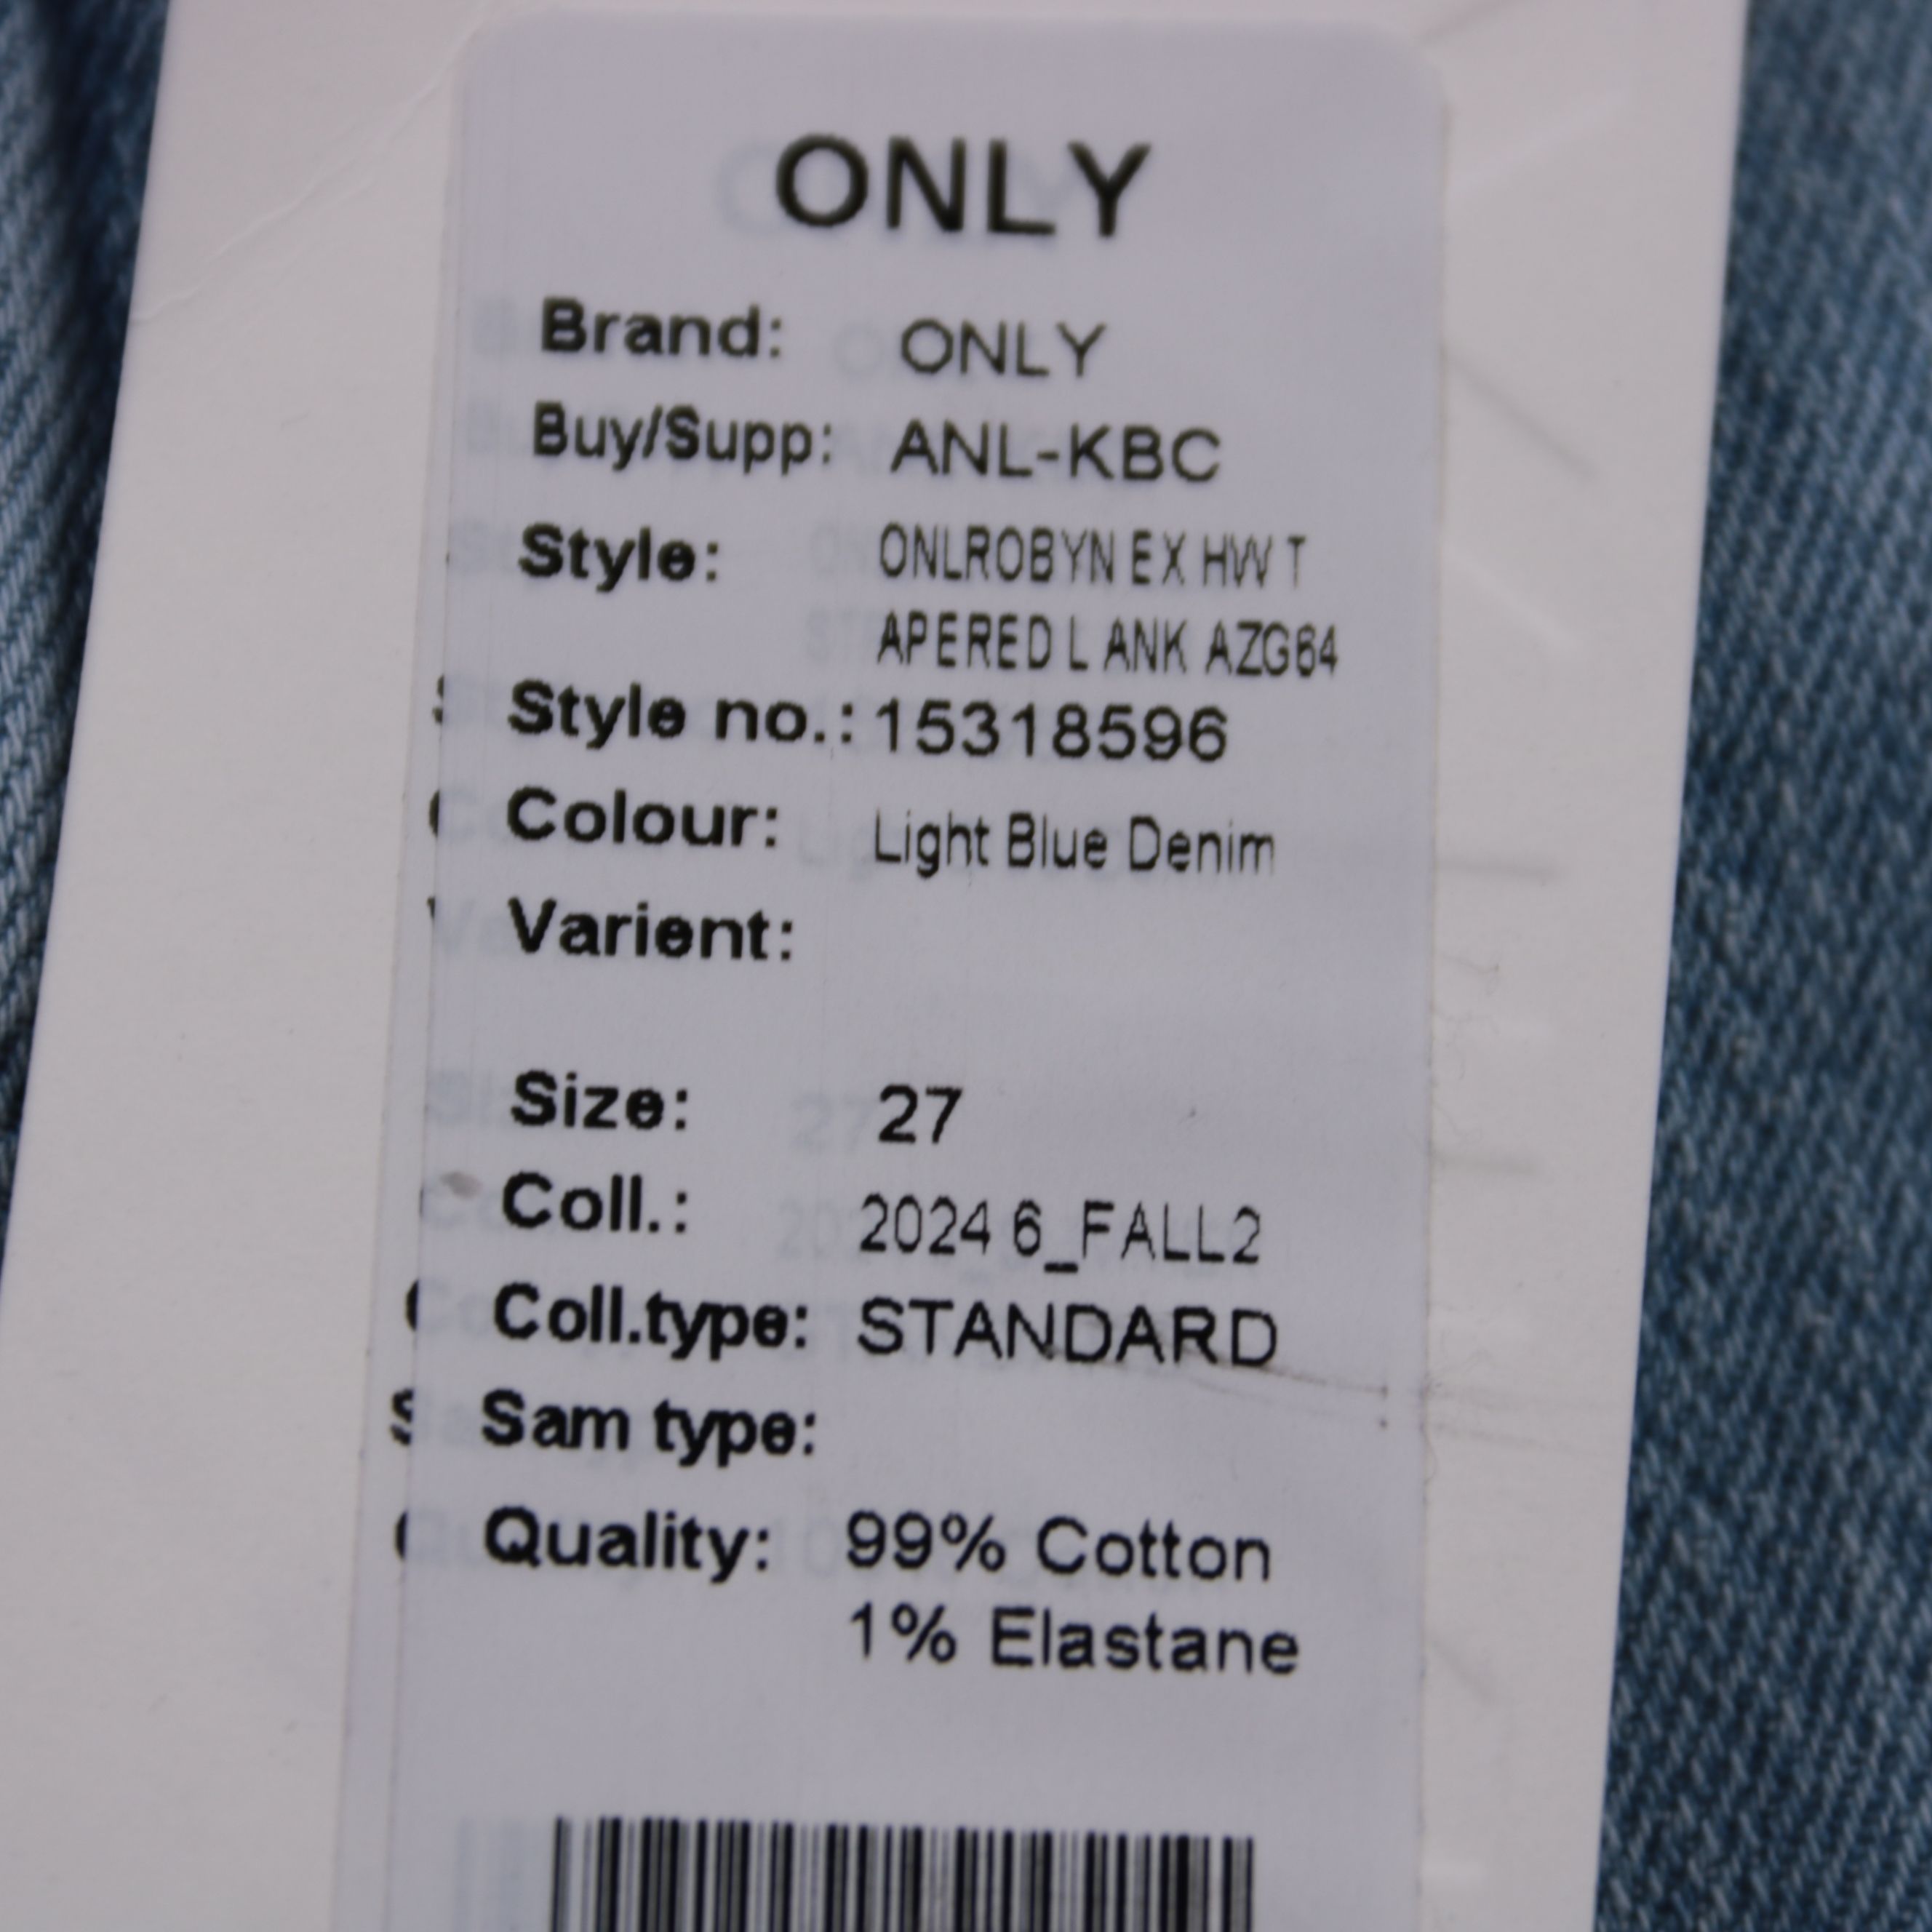 ONLY
Brand: ONLY
Buy/Supp: ANL-KBC
Style: ONLROBYN EX HW T
APERED L ANK AZG64
Style no.: 15318596
Colour: Light Blue Denim
Varient:
Size: 27
Coll.: 2024 6_FALL2
Coll.type: STANDARD
Sam type:
Quality: 99% Cotton
1% Elastane